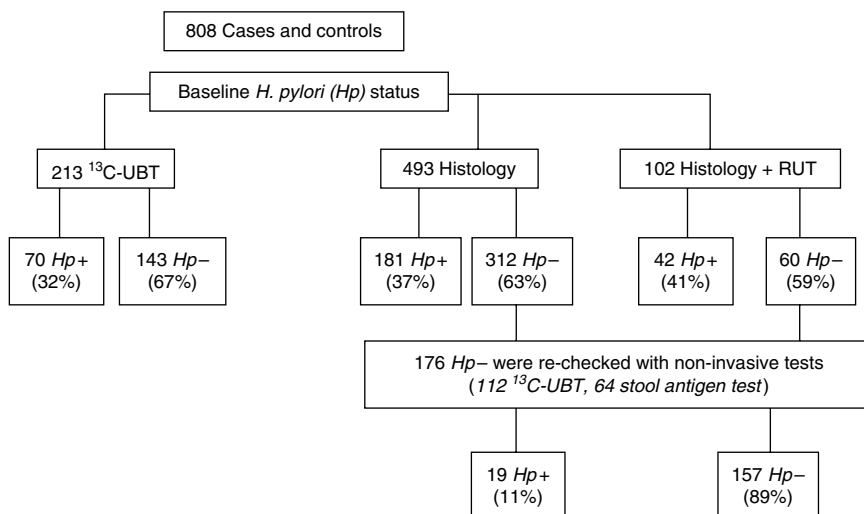 808 Cases and controls
Baseline H. pylori (Hp) status
213 ¹³C-UBT
493 Histology
102 Histology + RUT
70 Hp+
(32%)
143 Hp−
(67%)
181 Hp+
(37%)
312 Hp−
(63%)
42 Hp+
(41%)
60 Hp−
(59%)
176 Hp− were re-checked with non-invasive tests
(112 ¹³C-UBT, 64 stool antigen test)
19 Hp+
(11%)
157 Hp−
(89%)